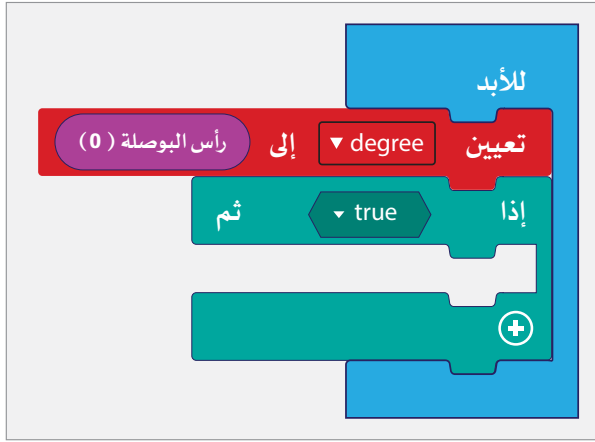 للأبد
تعيين degree ▼ إلى رأس البوصلة ( 0 )
إذا true ▼ ثم